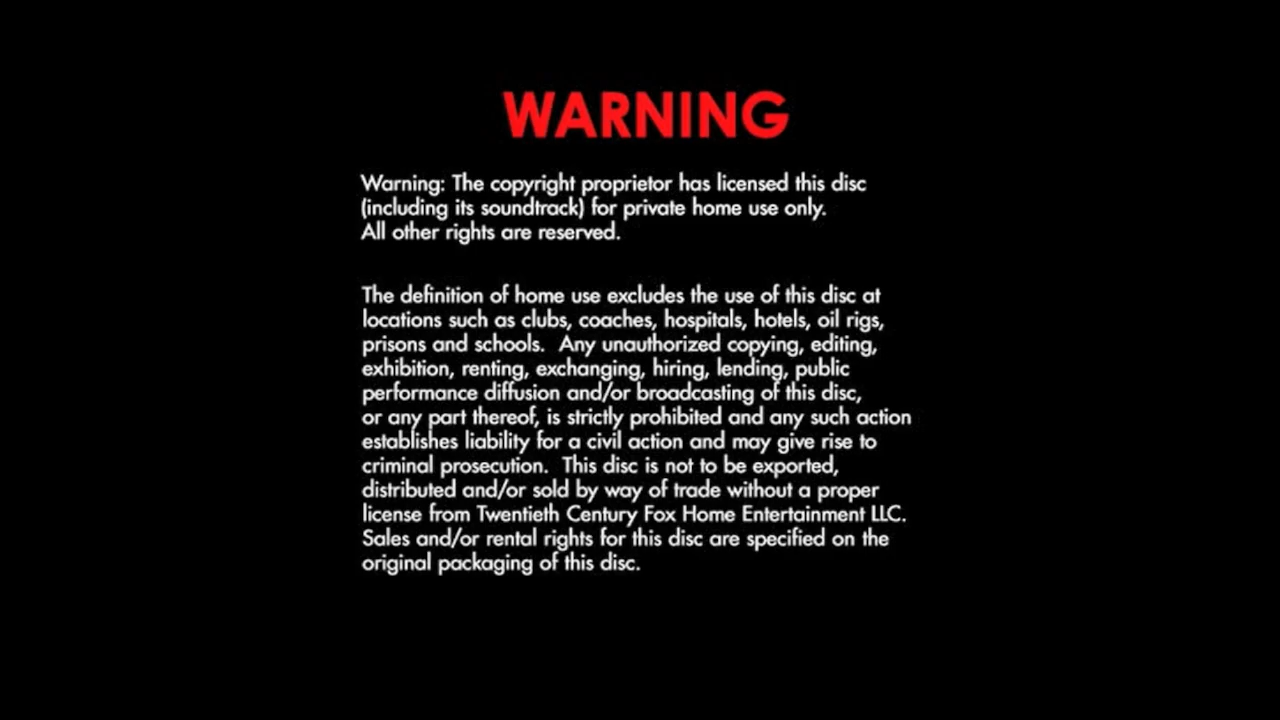 WARNING
Warning: The copyright proprietor has licensed this disc
(including its soundtrack) for private home use only.
All other rights are reserved.
The definition of home use excludes the use of this disc at
locations such as clubs, coaches, hospitals, hotels, oil rigs,
prisons and schools.  Any unauthorized copying, editing,
exhibition, renting, exchanging, hiring, lending, public
performance diffusion and/or broadcasting of this disc,
or any part thereof, is strictly prohibited and any such action
establishes liability for a civil action and may give rise to
criminal prosecution.  This disc is not to be exported,
distributed and/or sold by way of trade without a proper
license from Twentieth Century Fox Home Entertainment LLC.
Sales and/or rental rights for this disc are specified on the
original packaging of this disc.